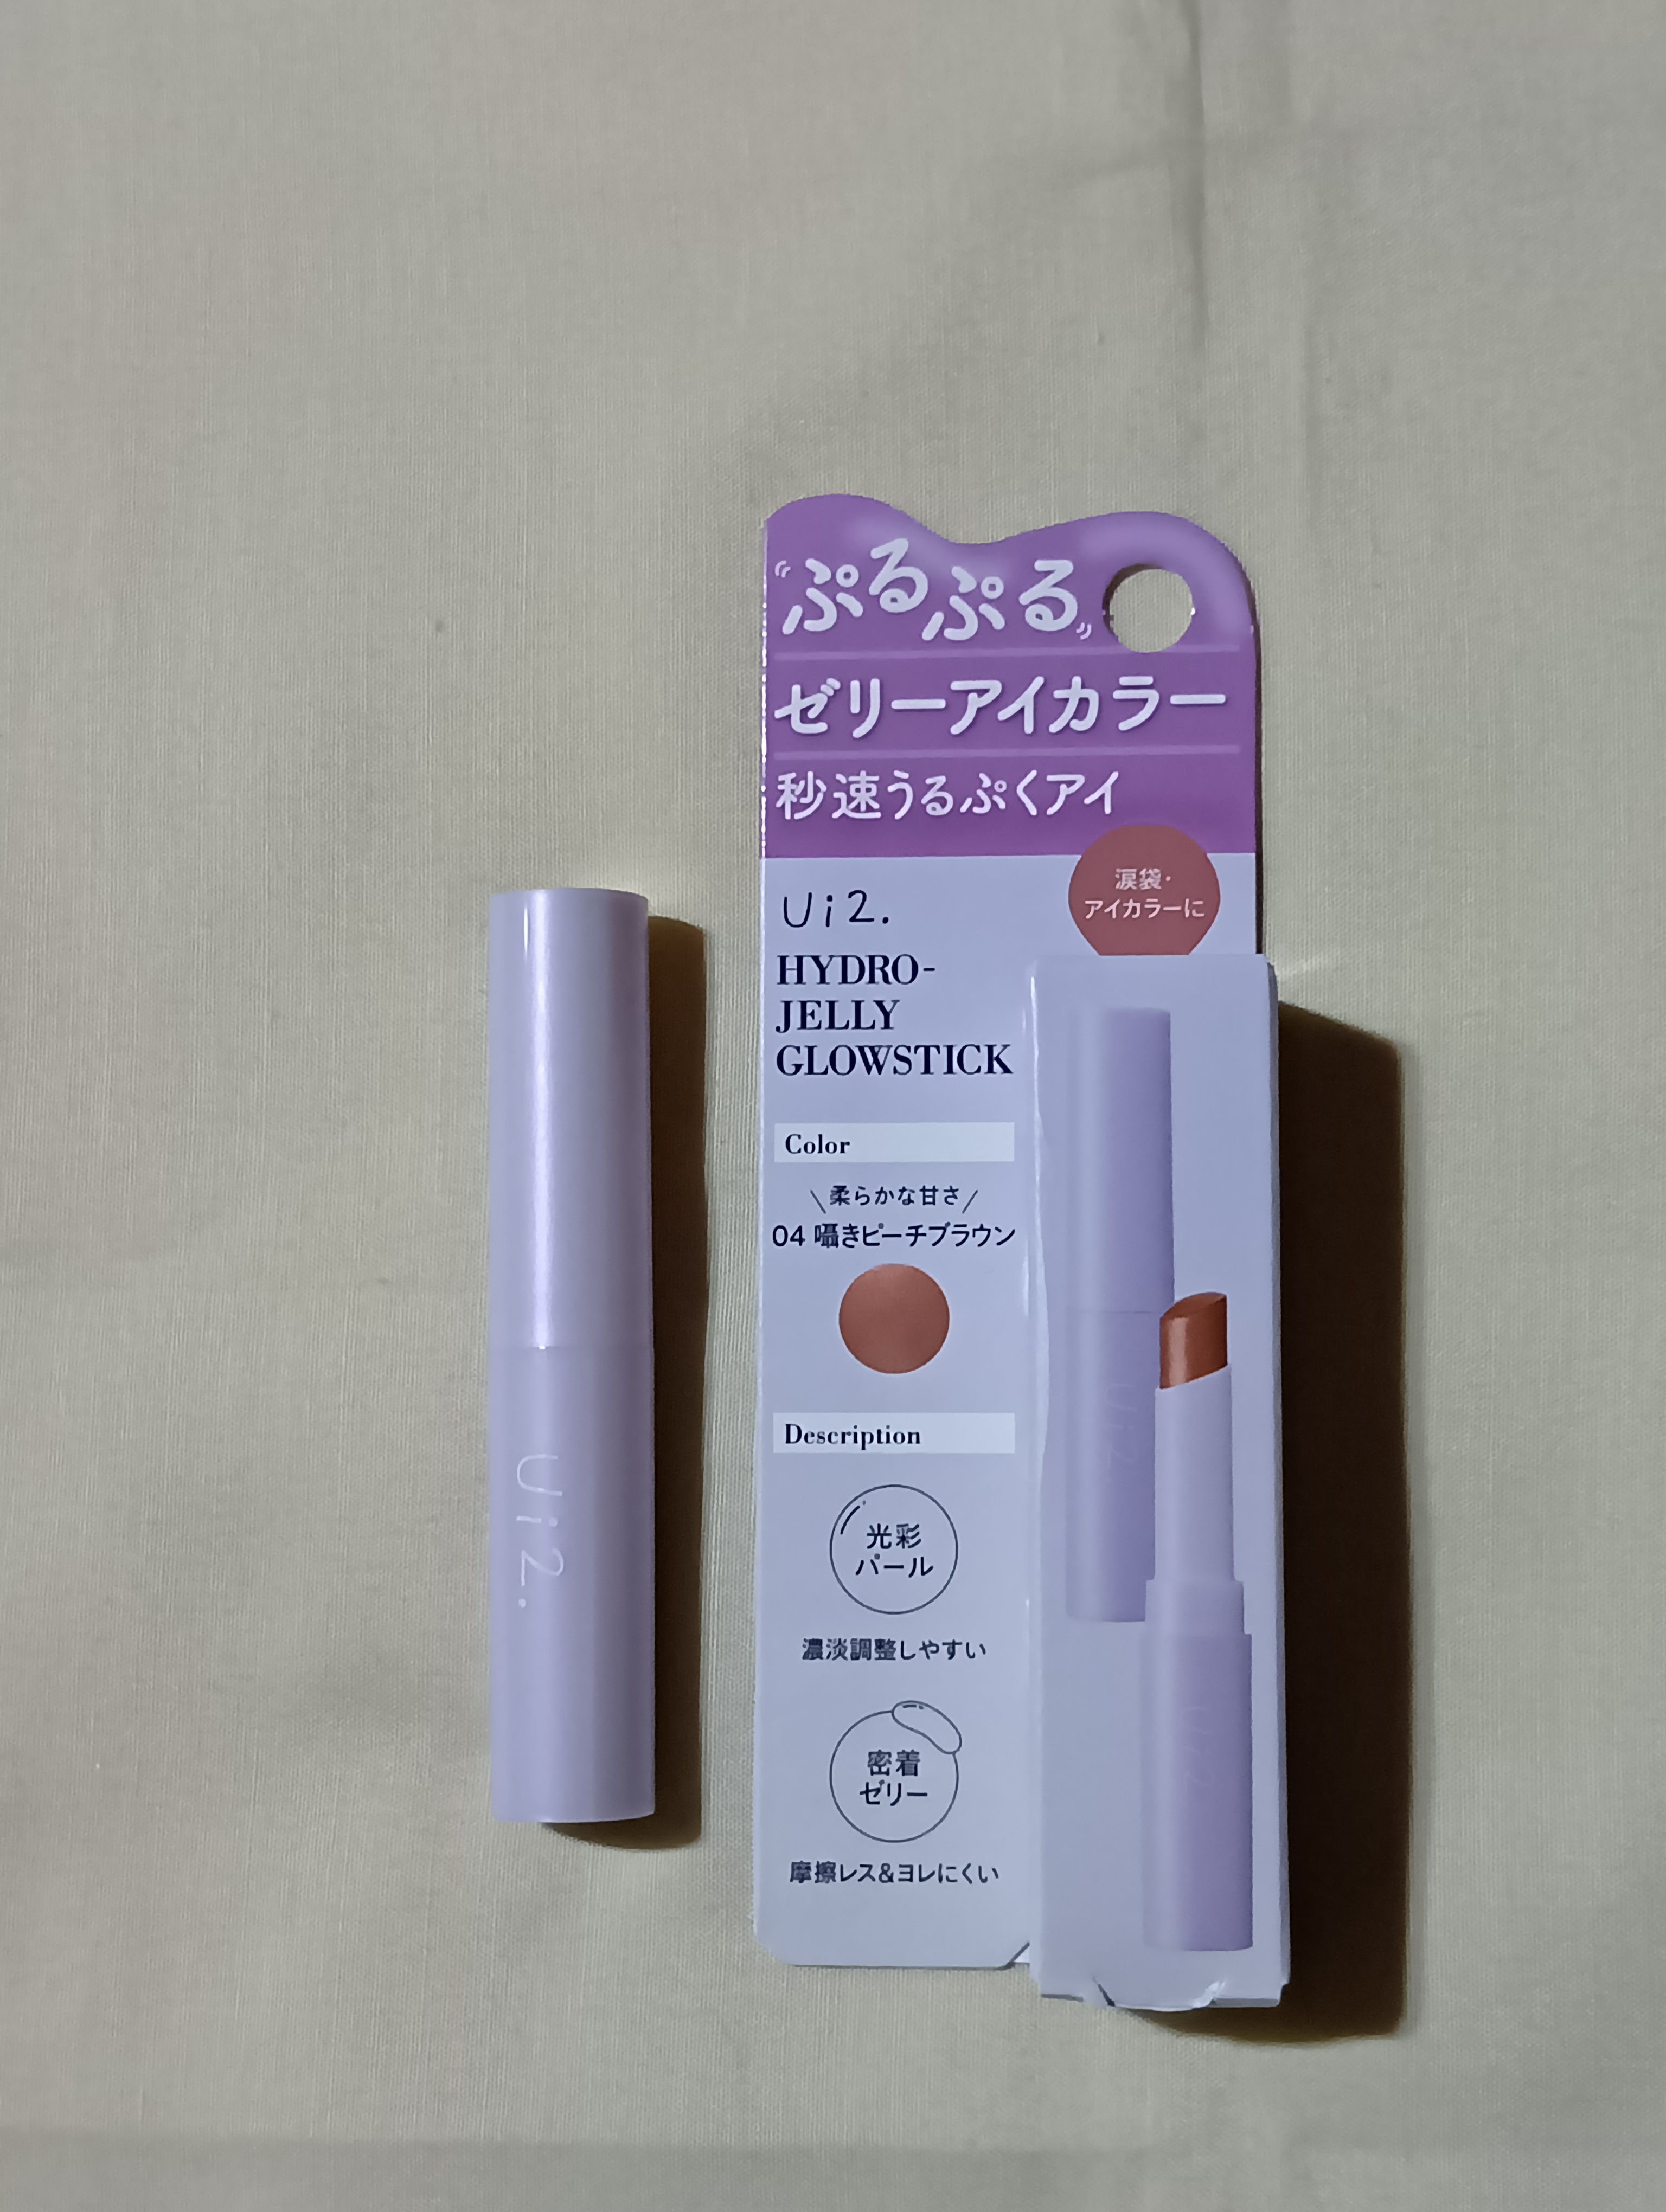 Ui2.
ぷるぷる
ゼリーアイカラー
秒速うるぷくアイ
涙袋・
アイカラーに
Ui2.
HYDRO-
JELLY
GLOWSTICK
Color
\柔らかな甘さ/
04 囁きピーチブラウン
Description
光彩
パール
濃淡調整しやすい
密着
ゼリー
摩擦レス&ヨレにくい
Ui2.
Ui2